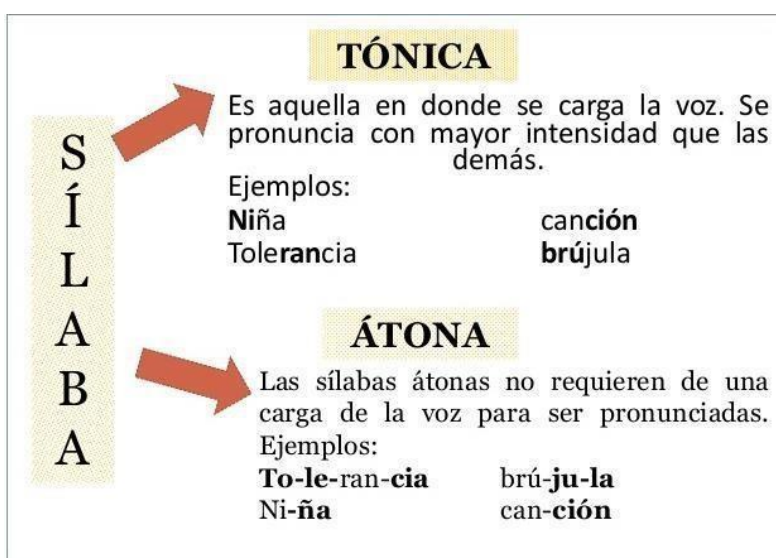 SÍLABA
TÓNICA
Es aquella en donde se carga la voz. Se
pronuncia con mayor intensidad que las
demás.
Ejemplos:
Niña canción
Tolerancia brújula
ÁTONA
Las sílabas átonas no requieren de una
carga de la voz para ser pronunciadas.
Ejemplos:
To-le-ran-cia brú-ju-la
Ni-ña can-ción